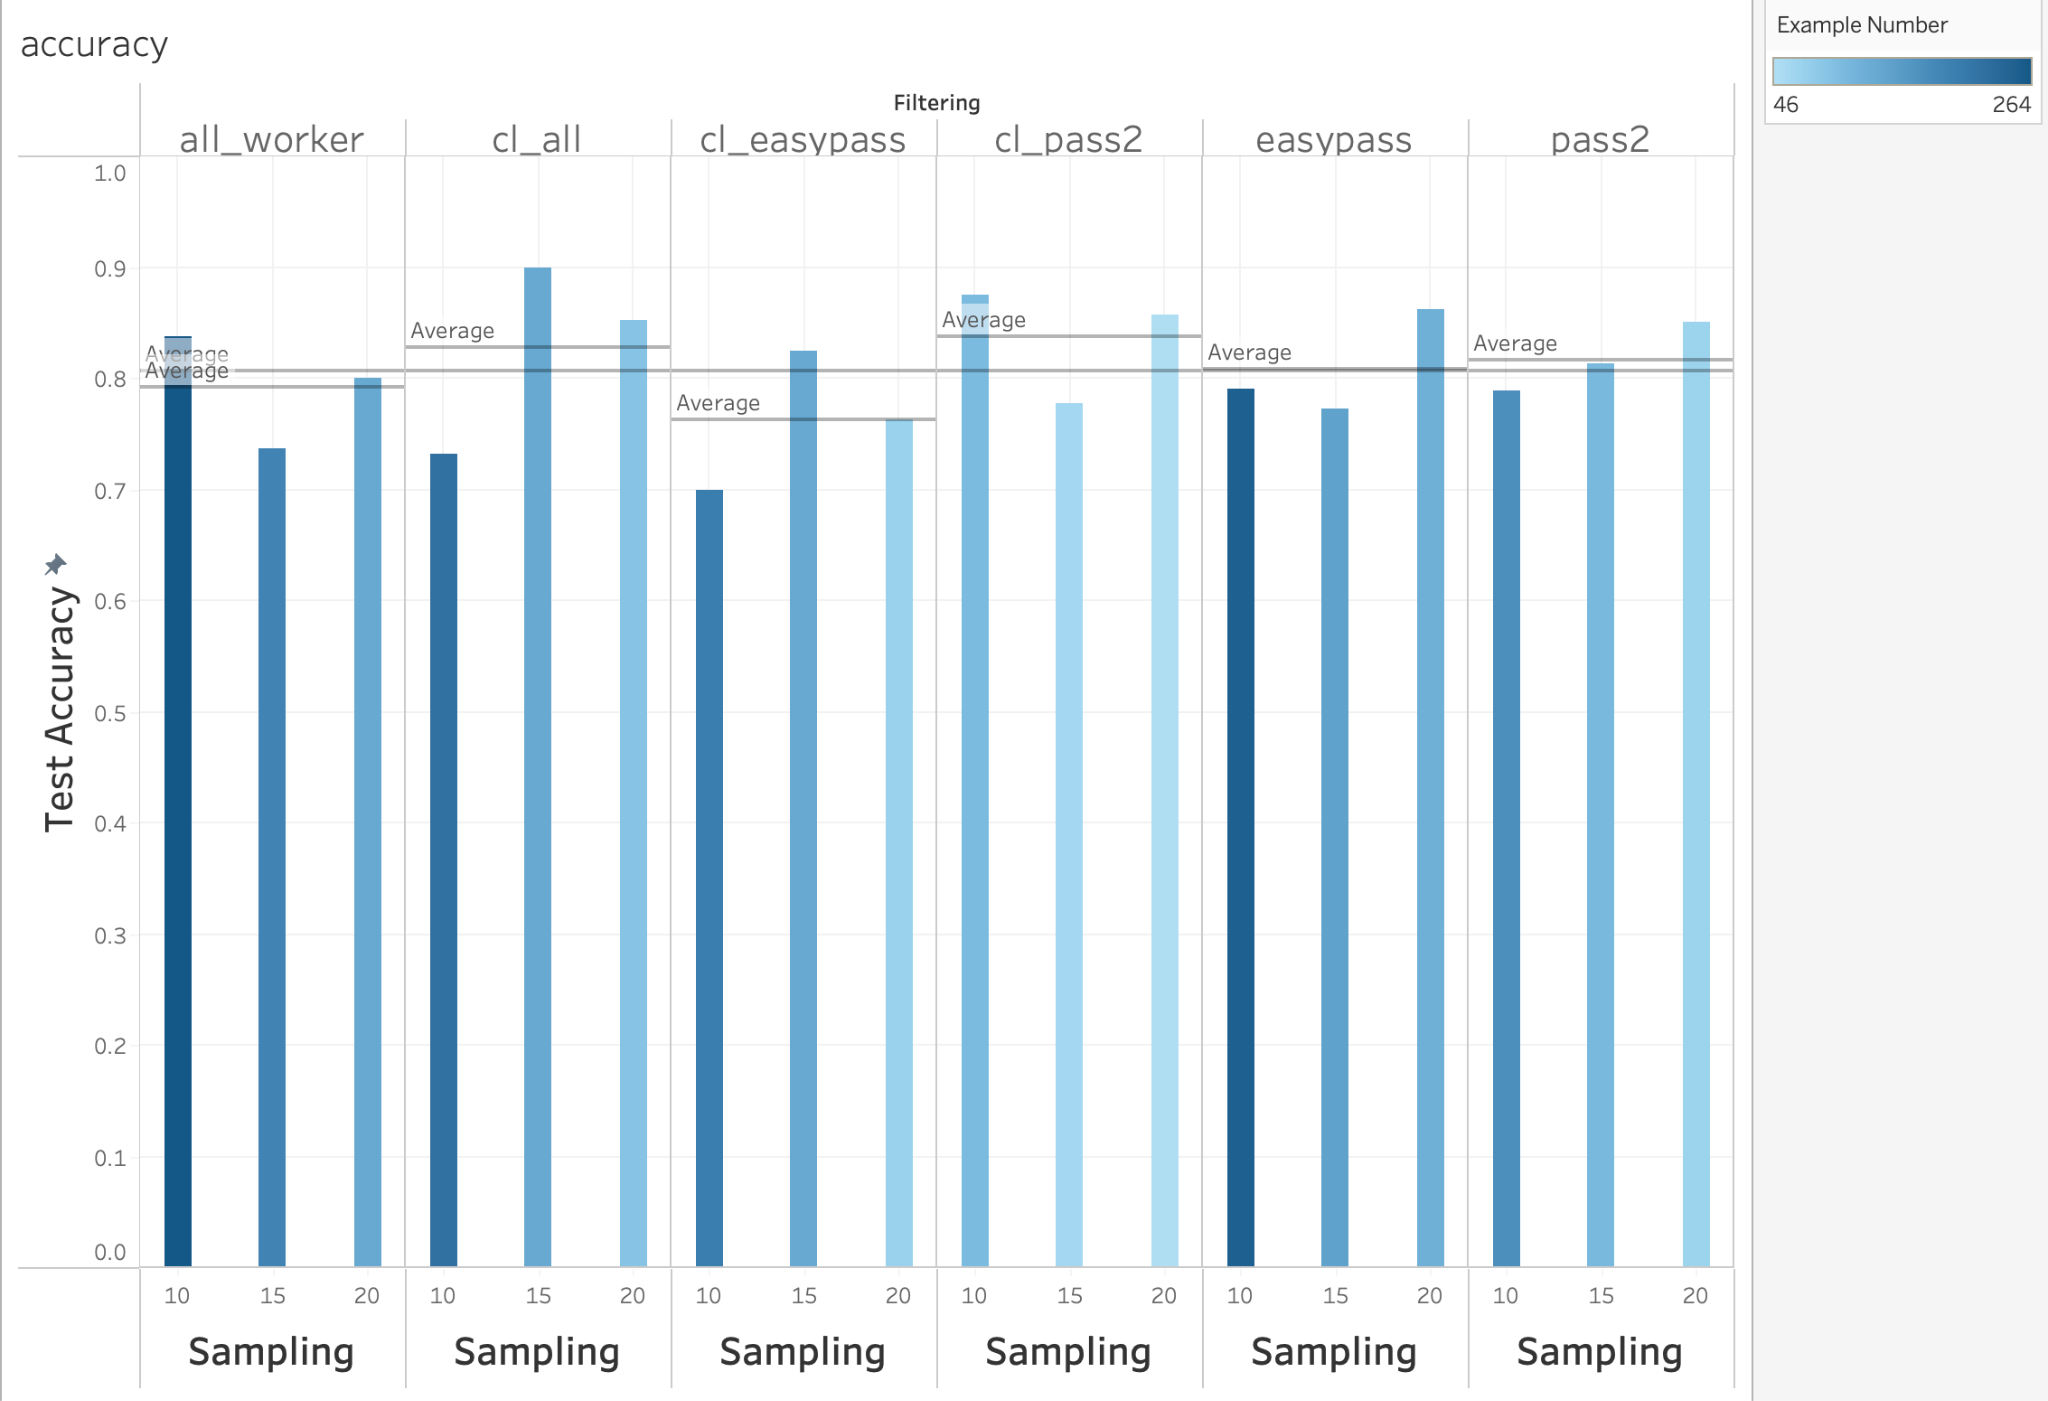 accuracy
Example Number
46 264
Filtering
all_worker cl_all cl_easypass cl_pass2 easypass pass2
1.0
0.9
0.8
0.7
0.6
0.5
0.4
0.3
0.2
0.1
0.0
Test Accuracy
Average
Average
Average
Average
Average
Average
Average
10 15 20 10 15 20 10 15 20 10 15 20 10 15 20 10 15 20
Sampling Sampling Sampling Sampling Sampling Sampling